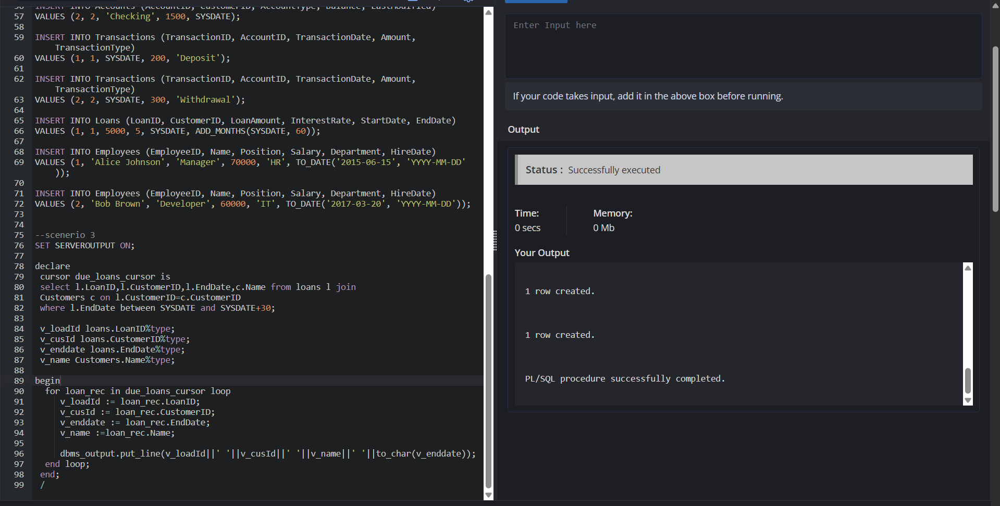 56 INSERT INTO Accounts (AccountID, CustomerID, AccountType, Balance, LastModified)
57 VALUES (2, 2, 'Checking', 1500, SYSDATE);
58
59 INSERT INTO Transactions (TransactionID, AccountID, TransactionDate, Amount,
TransactionType)
60 VALUES (1, 1, SYSDATE, 200, 'Deposit');
61
62 INSERT INTO Transactions (TransactionID, AccountID, TransactionDate, Amount,
TransactionType)
63 VALUES (2, 2, SYSDATE, 300, 'Withdrawal');
64
65 INSERT INTO Loans (LoanID, CustomerID, LoanAmount, InterestRate, StartDate, EndDate)
66 VALUES (1, 1, 5000, 5, SYSDATE, ADD_MONTHS(SYSDATE, 60));
67
68 INSERT INTO Employees (EmployeeID, Name, Position, Salary, Department, HireDate)
69 VALUES (1, 'Alice Johnson', 'Manager', 70000, 'HR', TO_DATE('2015-06-15', 'YYYY-MM-DD'
));
70
71 INSERT INTO Employees (EmployeeID, Name, Position, Salary, Department, HireDate)
72 VALUES (2, 'Bob Brown', 'Developer', 60000, 'IT', TO_DATE('2017-03-20', 'YYYY-MM-DD'));
73
74
75 --scenerio 3
76 SET SERVEROUTPUT ON;
77
78 declare
79 cursor due_loans_cursor is
80 select l.LoanID,l.CustomerID,l.EndDate,c.Name from loans l join
81 Customers c on l.CustomerID=c.CustomerID
82 where l.EndDate between SYSDATE and SYSDATE+30;
83
84 v_loadId loans.LoanID%type;
85 v_cusId loans.CustomerID%type;
86 v_enddate loans.EndDate%type;
87 v_name Customers.Name%type;
88
89 begin
90 for loan_rec in due_loans_cursor loop
91 v_loadId := loan_rec.LoanID;
92 v_cusId := loan_rec.CustomerID;
93 v_enddate := loan_rec.EndDate;
94 v_name :=loan_rec.Name;
95
96 dbms_output.put_line(v_loadId||' '||v_cusId||' '||v_name||' '||to_char(v_enddate));
97 end loop;
98 end;
99 /
Enter Input here
If your code takes input, add it in the above box before running.
Output
Status : Successfully executed
Time: Memory:
0 secs 0 Mb
Your Output
1 row created.
1 row created.
PL/SQL procedure successfully completed.